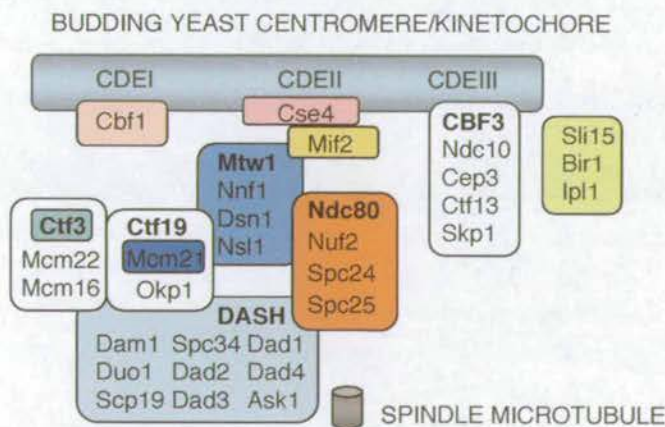 BUDDING YEAST CENTROMERE/KINETOCHORE
CDEI CDEII CDEIII
Cbf1
Cse4
Mif2
CBF3
Ndc10
Cep3
Ctf13
Skp1
Sli15
Bir1
Ipl1
Mtw1
Nnf1
Dsn1
Nsl1
Ndc80
Nuf2
Spc24
Spc25
Ctf3
Mcm22
Mcm16
Ctf19
Mcm21
Okp1
DASH
Dam1 Spc34 Dad1
Duo1 Dad2 Dad4
Scp19 Dad3 Ask1
SPINDLE MICROTUBULE